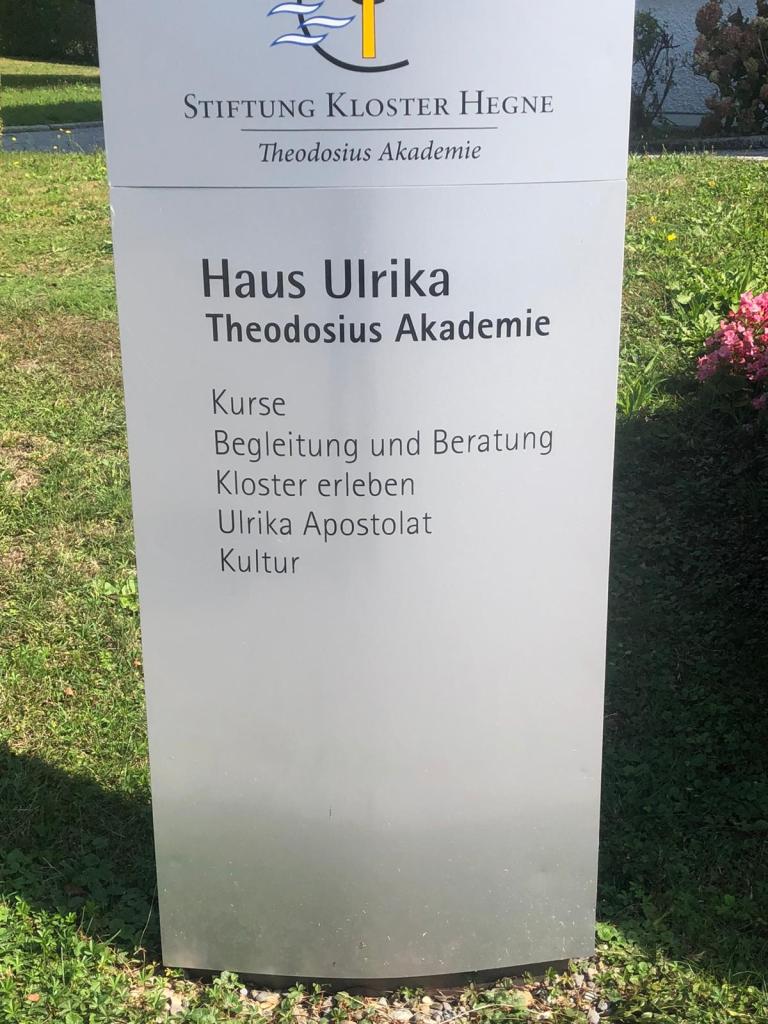 Stiftung Kloster Hegne
Theodosius Akademie
Haus Ulrika
Theodosius Akademie
Kurse
Begleitung und Beratung
Kloster erleben
Ulrika Apostolat
Kultur